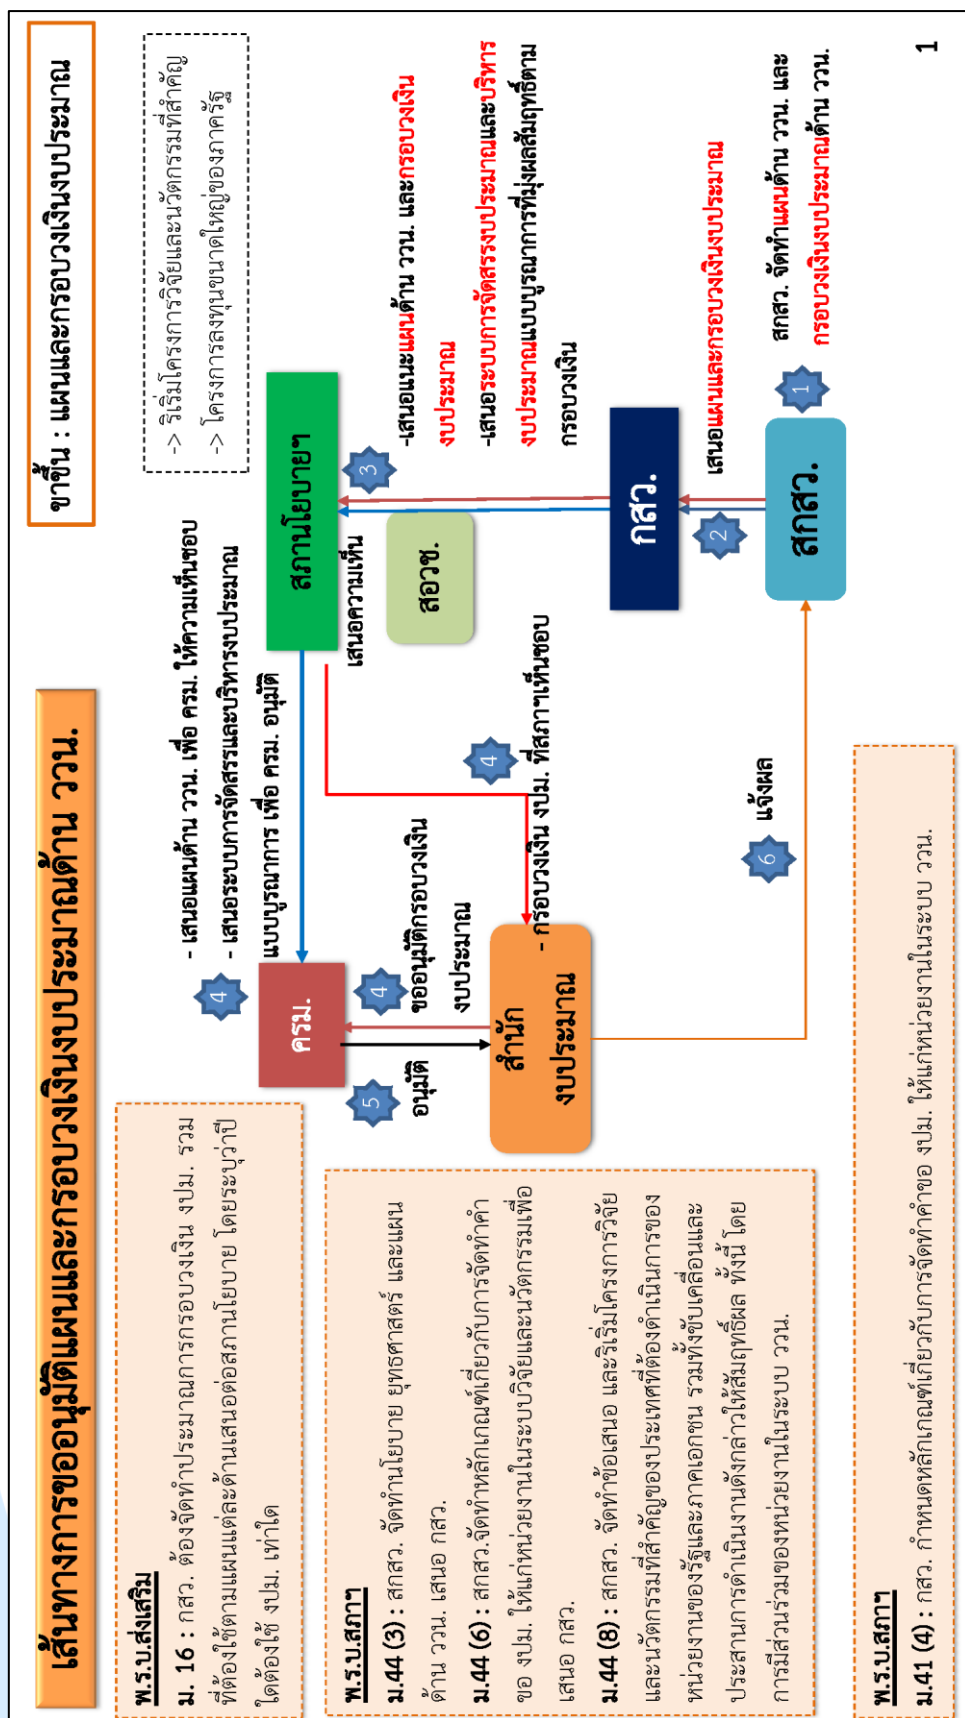 เส้นทางการขออนุมัติแผนและกรอบวงเงินงบประมาณด้าน ววน.
ขาขึ้น : แผนและกรอบวงเงินงบประมาณ
พ.ร.บ.ส่งเสริม
ม. 16 : กสว. ต้องจัดทำประมาณการกรอบวงเงิน งปม. รวม
ที่ต้องใช้ตามแผนแต่ละด้านเสนอต่อสภานโยบาย โดยระบุว่าปี
ใดต้องใช้ งปม. เท่าใด
4
- เสนอแผนด้าน ววน. เพื่อ ครม. ให้ความเห็นชอบ
- เสนอระบบการจัดสรรและบริหารงบประมาณ
แบบบูรณาการ เพื่อ ครม. อนุมัติ
-> ริเริ่มโครงการวิจัยและนวัตกรรมที่สำคัญ
-> โครงการลงทุนขนาดใหญ่ของภาครัฐ
ครม.
สภานโยบายฯ
เสนอความเห็น
3
-เสนอแนะแผนด้าน ววน. และกรอบวงเงิน
งบประมาณ
-เสนอระบบการจัดสรรงบประมาณและบริหาร
งบประมาณแบบบูรณาการที่มุ่งผลสัมฤทธิ์ตาม
กรอบวงเงิน
5
อนุมัติ
4
ขออนุมัติกรอบวงเงิน
งบประมาณ
สอวช.
4
- กรอบวงเงิน งปม. ที่สภาฯเห็นชอบ
สำนัก
งบประมาณ
พ.ร.บ.สภาฯ
ม.44 (3) : สกสว. จัดทำนโยบาย ยุทธศาสตร์ และแผน
ด้าน ววน. เสนอ กสว.
ม.44 (6) : สกสว.จัดทำหลักเกณฑ์เกี่ยวกับการจัดทำคำ
ขอ งปม. ให้แก่หน่วยงานในระบบวิจัยและนวัตกรรมเพื่อ
เสนอ กสว.
ม.44 (8) : สกสว. จัดทำข้อเสนอ และริเริ่มโครงการวิจัย
และนวัตกรรมที่สำคัญของประเทศที่ต้องดำเนินการของ
หน่วยงานของรัฐและภาคเอกชน รวมทั้งขับเคลื่อนและ
ประสานการดำเนินงานดังกล่าวให้สัมฤทธิ์ผล ทั้งนี้ โดย
การมีส่วนร่วมของหน่วยงานในระบบ ววน.
กสว.
2
เสนอแผนและกรอบวงเงินงบประมาณ
6
แจ้งผล
สกสว.
1
สกสว. จัดทำแผนด้าน ววน. และ
กรอบวงเงินงบประมาณด้าน ววน.
พ.ร.บ.สภาฯ
ม.41 (4) : กสว. กำหนดหลักเกณฑ์เกี่ยวกับการจัดทำคำขอ งปม. ให้แก่หน่วยงานในระบบ ววน.
1